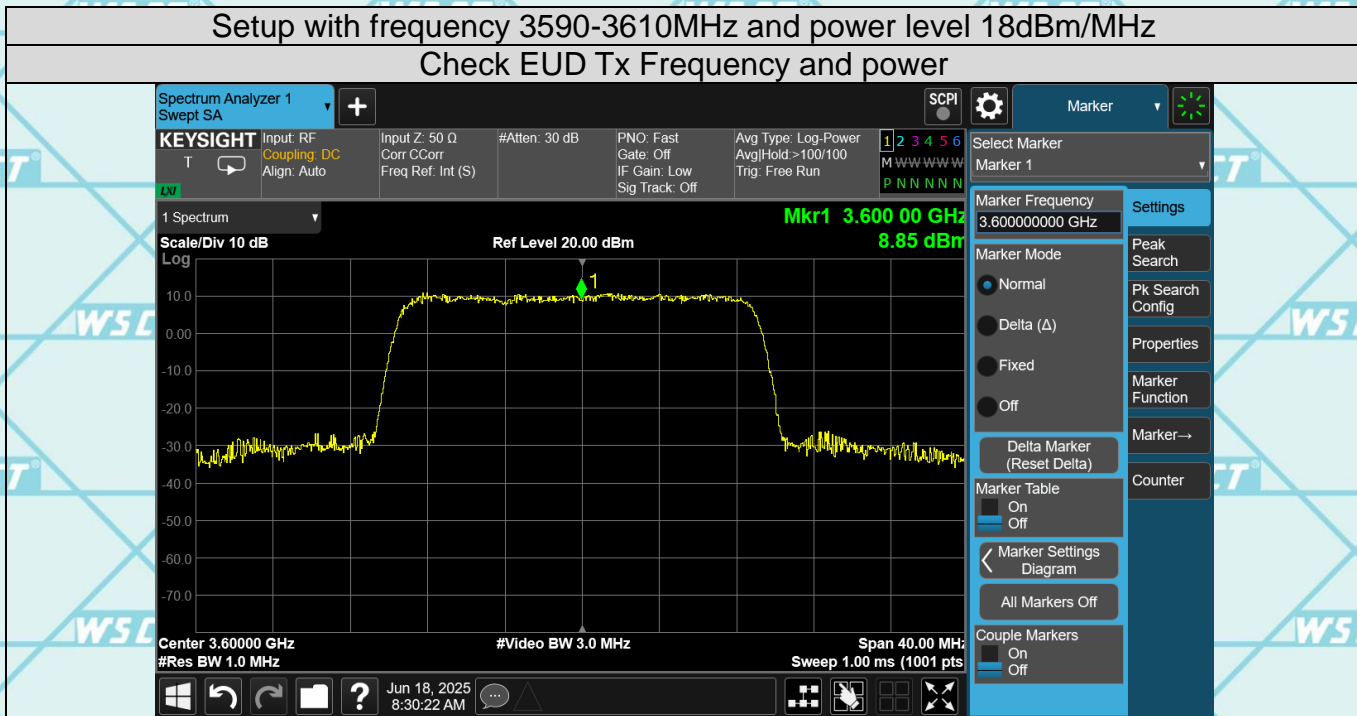 Setup with frequency 3590-3610MHz and power level 18dBm/MHz
Check EUD Tx Frequency and power
Spectrum Analyzer 1
Swept SA
SCPI
Marker
KEYSIGHT
T
LXI
Input: RF
Coupling: DC
Align: Auto
Input Z: 50 Ω
Corr CCorr
Freq Ref: Int (S)
#Atten: 30 dB
PNO: Fast
Gate: Off
IF Gain: Low
Sig Track: Off
Avg Type: Log-Power
Avg|Hold:>100/100
Trig: Free Run
1 2 3 4 5 6
M W W W W W
P N N N N N
Select Marker
Marker 1
1 Spectrum
Mkr1 3.600 00 GHz
Scale/Div 10 dB
Ref Level 20.00 dBm
8.85 dBm
Log
1
10.0
0.00
-10.0
-20.0
-30.0
-40.0
-50.0
-60.0
-70.0
Center 3.60000 GHz
#Video BW 3.0 MHz
Span 40.00 MHz
#Res BW 1.0 MHz
Sweep 1.00 ms (1001 pts
Marker Frequency
3.600000000 GHz
Marker Mode
Normal
Delta (Δ)
Fixed
Off
Delta Marker
(Reset Delta)
Marker Table
On
Off
Marker Settings
Diagram
All Markers Off
Couple Markers
On
Off
Settings
Peak
Search
Pk Search
Config
Properties
Marker
Function
Marker→
Counter
?
Jun 18, 2025
8:30:22 AM